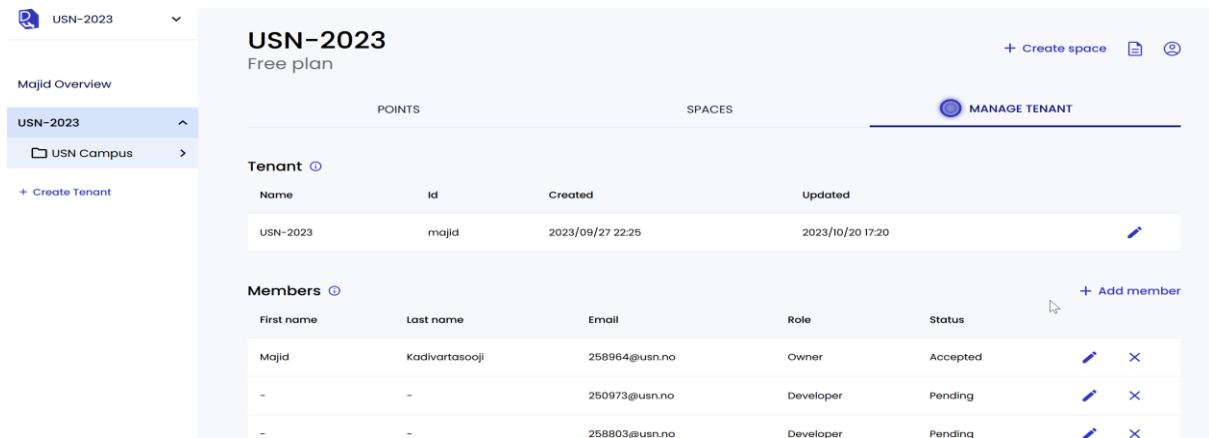 USN-2023
Majid Overview
USN-2023
USN Campus
+ Create Tenant
USN-2023
Free plan
+ Create space
POINTS SPACES MANAGE TENANT
Tenant
Name Id Created Updated
USN-2023 majid 2023/09/27 22:25 2023/10/20 17:20
Members
+ Add member
First name Last name Email Role Status
Majid Kadivartasooji 258964@usn.no Owner Accepted
- - 250973@usn.no Developer Pending
- - 258803@usn.no Developer Pending